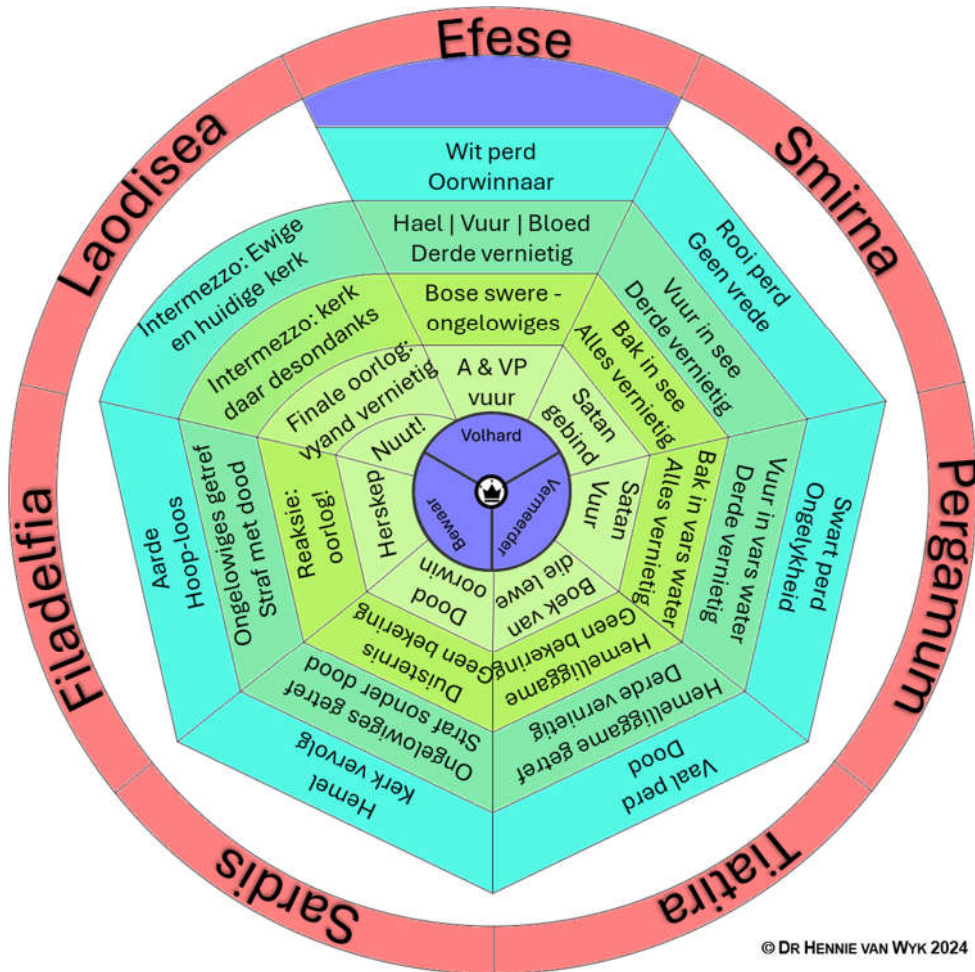 Efese
Smirna
Pergamum
Tiatira
Sardis
Filadelfia
Laodisea
Wit perd
Oorwinnaar
Rooi perd
Geen vrede
Swart perd
Ongelykheid
Vaal perd
Dood
Hemel
Kerk vervolg
Aarde
Hoop-loos
Intermezzo: Ewige
en huidige kerk
Hael | Vuur | Bloed
Derde vernietig
Vuur in see
Derde vernietig
Vuur in vars water
Derde vernietig
Hemelliggame getref
Derde vernietig
Ongelowiges getref
Straf sonder dood
Ongelowiges getref
Straf met dood
Intermezzo: kerk
daar desondanks
Bose swere -
ongelowiges
Bak in see
Alles vernietig
Bak in vars water
Alles vernietig
Hemelliggame
Geen bekering
Duisternis
Geen bekering
Reaksie:
oorlog!
Finale oorlog:
vyand vernietig
A & VP
vuur
Satan
gebind
Satan
Vuur
Boek van
die lewe
Dood
oorwin
Herskep
Nuut!
Volhard
Vermeerder
Bewaar
© DR HENNIE VAN WYK 2024